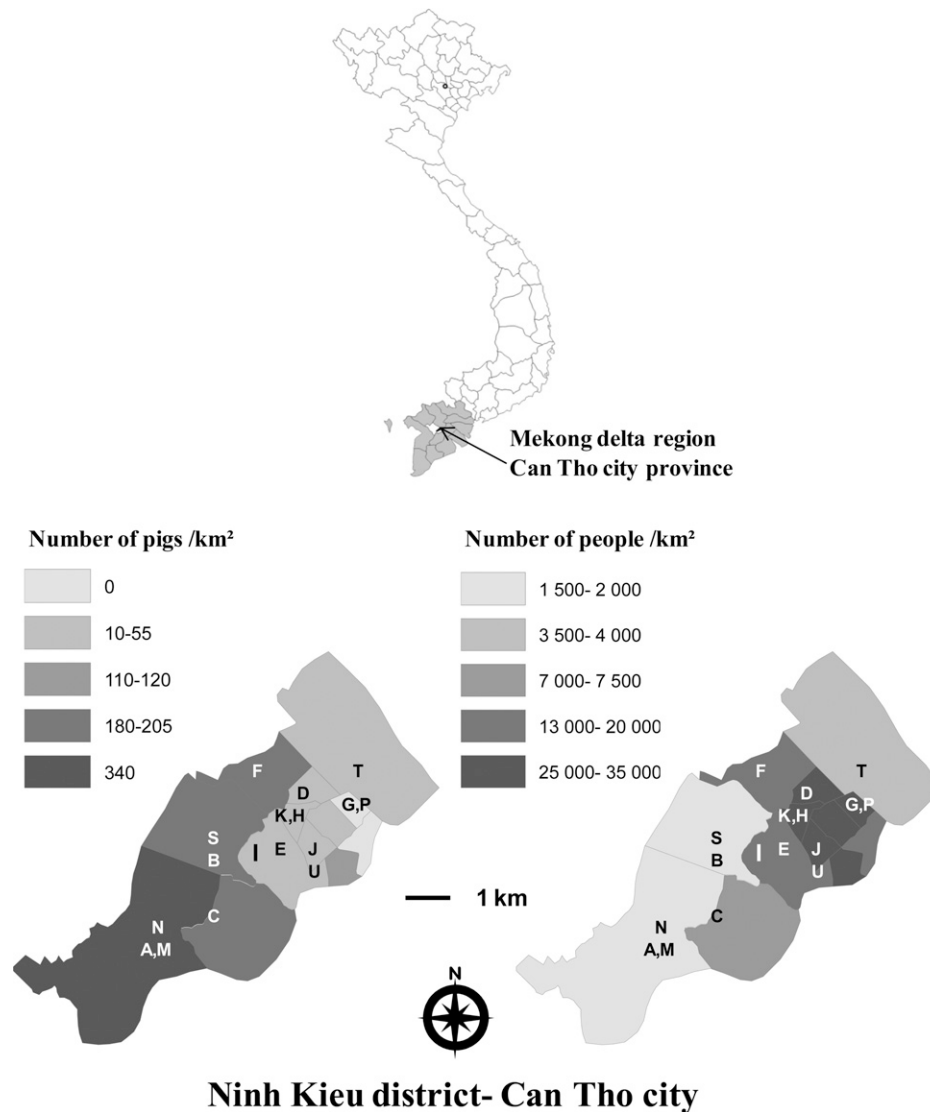 Mekong delta region
Can Tho city province
Number of pigs /km²
0
10-55
110-120
180-205
340
Number of people /km²
1 500- 2 000
3 500- 4 000
7 000- 7 500
13 000- 20 000
25 000- 35 000
F
T
D
G,P
K,H
S
B
I
E
J
U
C
N
A,M
1 km
F
T
D
G,P
K,H
S
B
I
E
J
U
C
N
A,M
N
Ninh Kieu district- Can Tho city